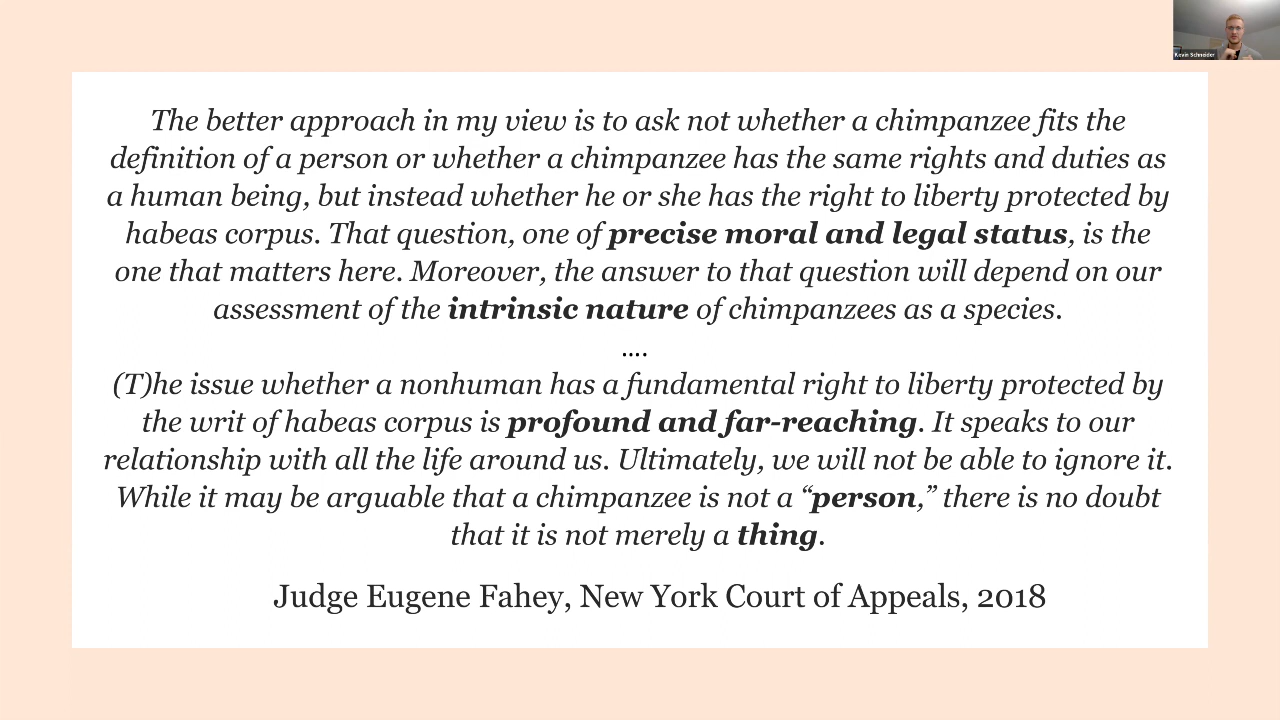 Kevin Schneider
The better approach in my view is to ask not whether a chimpanzee fits the
definition of a person or whether a chimpanzee has the same rights and duties as
a human being, but instead whether he or she has the right to liberty protected by
habeas corpus. That question, one of precise moral and legal status, is the
one that matters here. Moreover, the answer to that question will depend on our
assessment of the intrinsic nature of chimpanzees as a species.
....
(T)he issue whether a nonhuman has a fundamental right to liberty protected by
the writ of habeas corpus is profound and far-reaching. It speaks to our
relationship with all the life around us. Ultimately, we will not be able to ignore it.
While it may be arguable that a chimpanzee is not a “person,” there is no doubt
that it is not merely a thing.
Judge Eugene Fahey, New York Court of Appeals, 2018